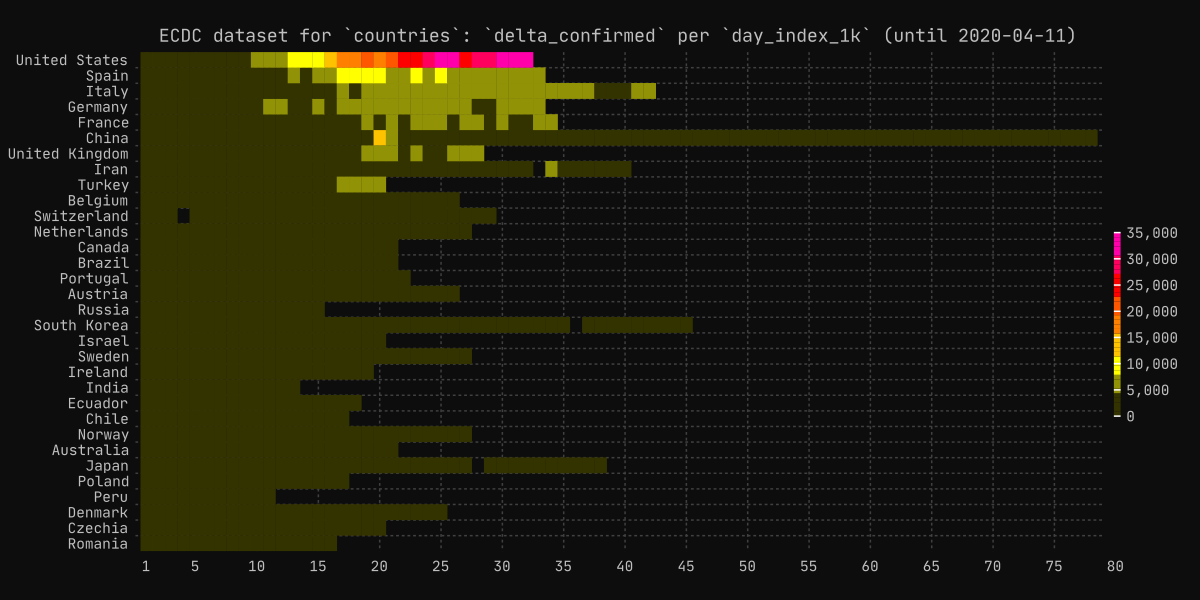 ECDC dataset for `countries`: `delta_confirmed` per `day_index_1k` (until 2020-04-11)
United States
Spain
Italy
Germany
France
China
United Kingdom
Iran
Turkey
Belgium
Switzerland
Netherlands
Canada
Brazil
Portugal
Austria
Russia
South Korea
Israel
Sweden
Ireland
India
Ecuador
Chile
Norway
Australia
Japan
Poland
Peru
Denmark
Czechia
Romania
1 5 10 15 20 25 30 35 40 45 50 55 60 65 70 75 80
35,000
30,000
25,000
20,000
15,000
10,000
5,000
0